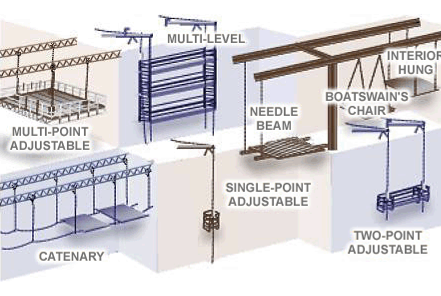 MULTI-LEVEL
INTERIOR
HUNG
BOATSWAIN'S
CHAIR
NEEDLE
BEAM
MULTI-POINT
ADJUSTABLE
SINGLE-POINT
ADJUSTABLE
TWO-POINT
ADJUSTABLE
CATENARY